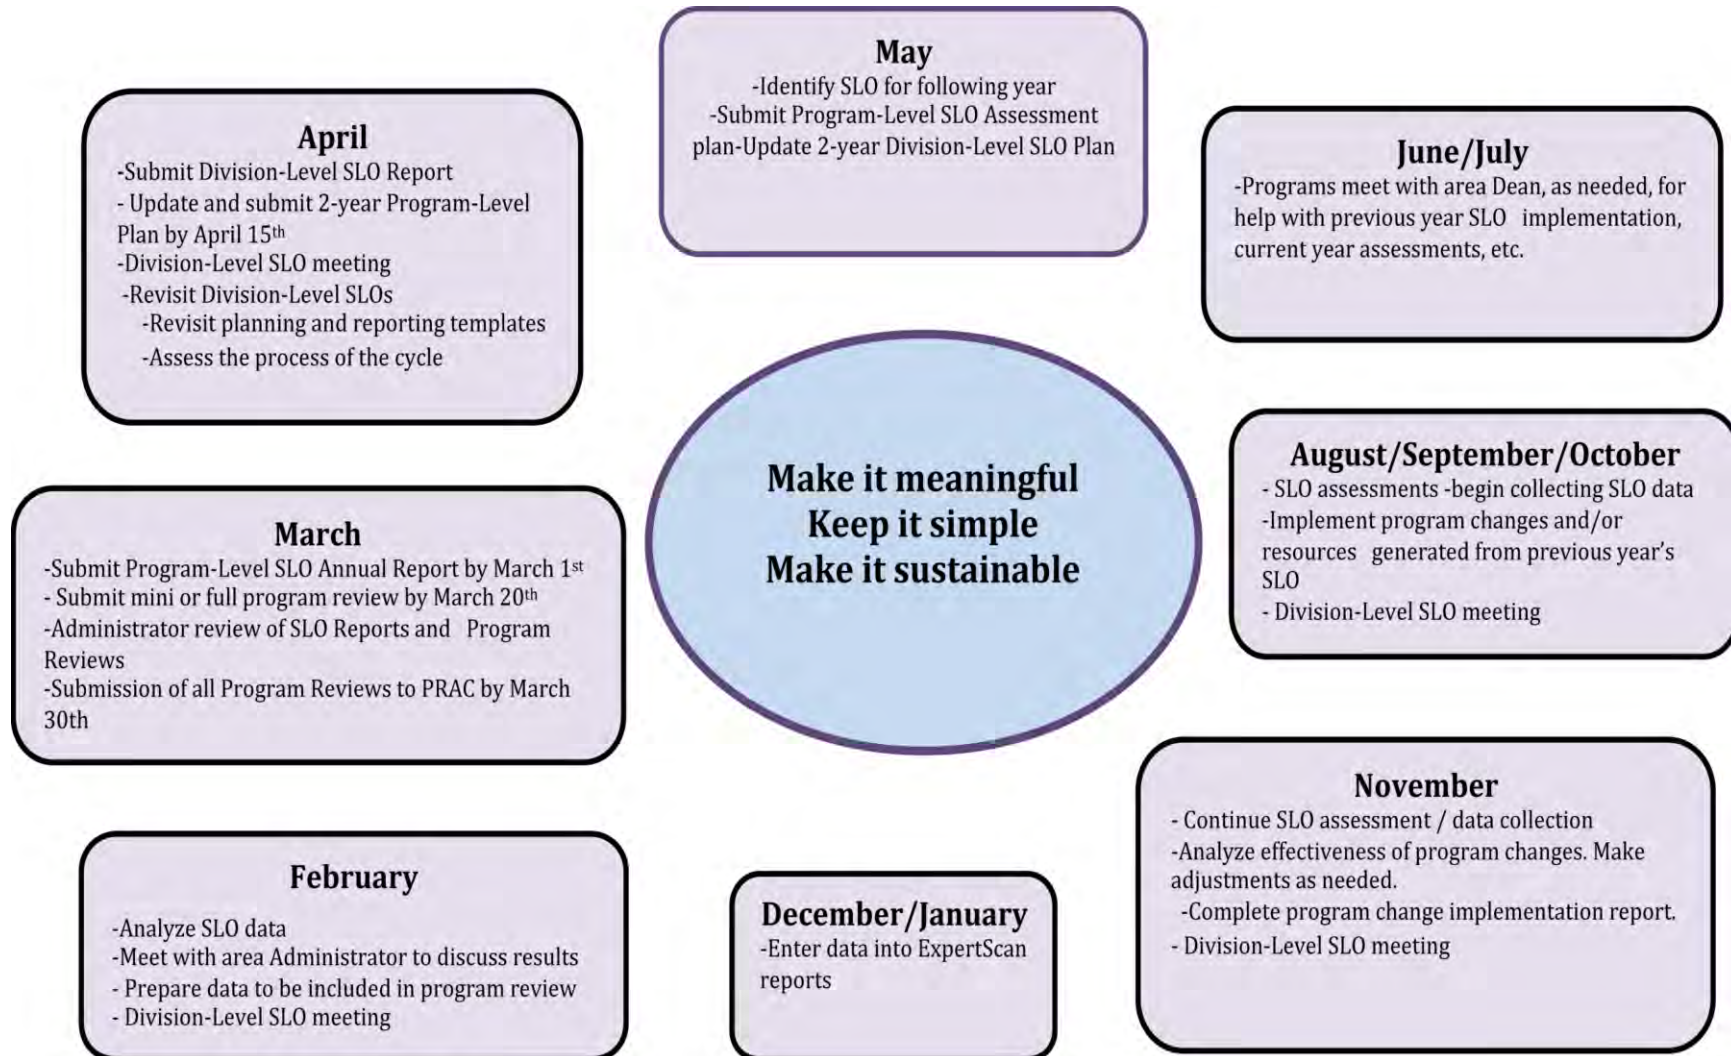 May
-Identify SLO for following year
-Submit Program-Level SLO Assessment
plan-Update 2-year Division-Level SLO Plan
June/July
-Programs meet with area Dean, as needed, for
help with previous year SLO implementation,
current year assessments, etc.
August/September/October
- SLO assessments -begin collecting SLO data
-Implement program changes and/or
resources generated from previous year's
SLO
- Division-Level SLO meeting
November
- Continue SLO assessment / data collection
-Analyze effectiveness of program changes. Make
adjustments as needed.
-Complete program change implementation report.
- Division-Level SLO meeting
December/January
-Enter data into ExpertScan
reports
February
-Analyze SLO data
-Meet with area Administrator to discuss results
- Prepare data to be included in program review
- Division-Level SLO meeting
March
-Submit Program-Level SLO Annual Report by March 1st
- Submit mini or full program review by March 20th
-Administrator review of SLO Reports and Program
Reviews
-Submission of all Program Reviews to PRAC by March
30th
April
-Submit Division-Level SLO Report
- Update and submit 2-year Program-Level
Plan by April 15th
-Division-Level SLO meeting
-Revisit Division-Level SLOs
-Revisit planning and reporting templates
-Assess the process of the cycle
Make it meaningful
Keep it simple
Make it sustainable